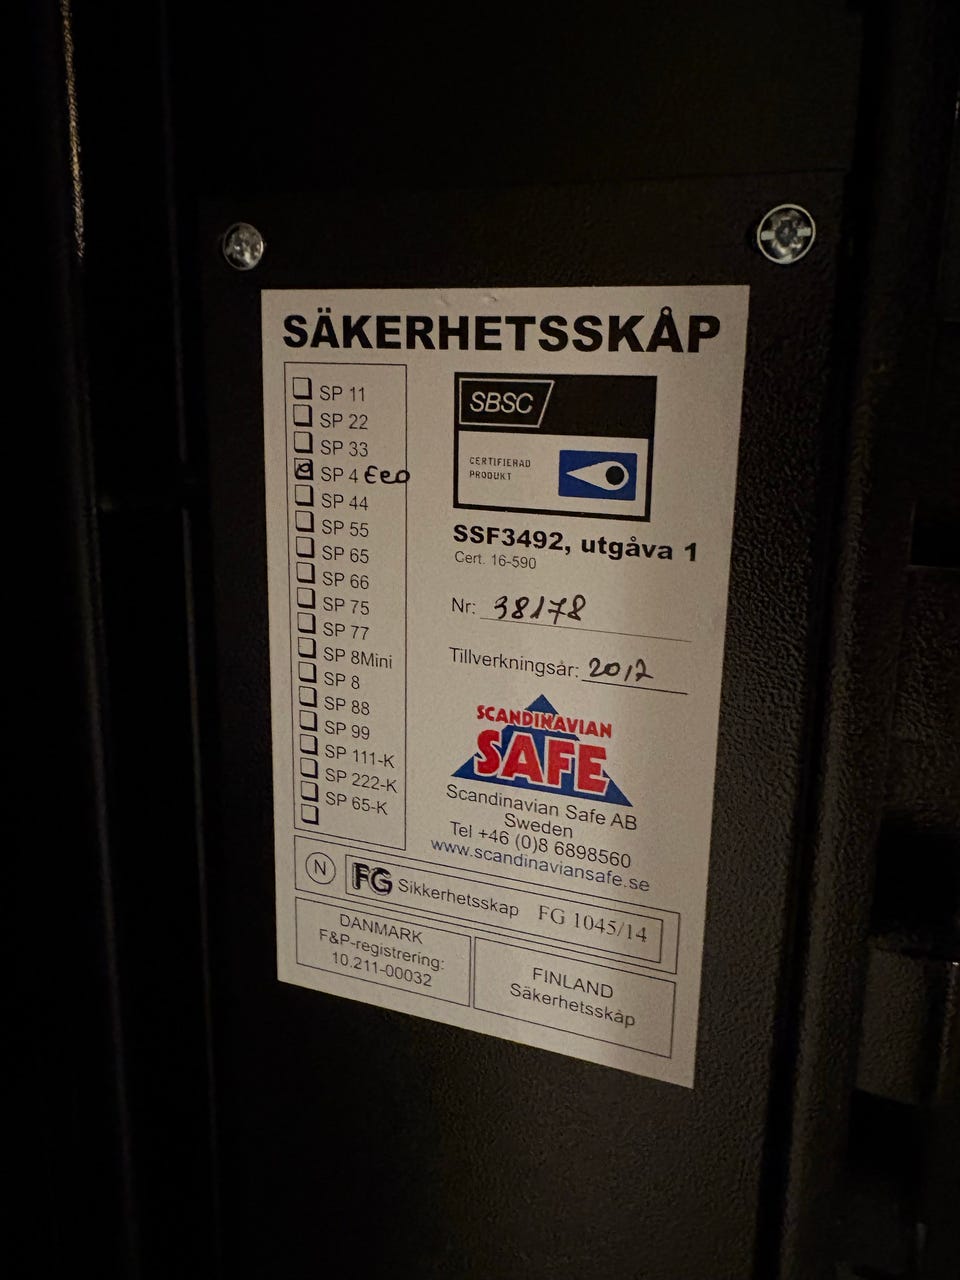 SÄKERHETSSKÅP
SP 11
SP 22
SP 33
SP 4 Eco
SP 44
SP 55
SP 65
SP 66
SP 75
SP 77
SP 8Mini
SP 8
SP 88
SP 99
SP 111-K
SP 222-K
SP 65-K
SBSC
CERTIFIERAD
PRODUKT
SSF3492, utgåva 1
Cert. 16-590
Nr: 38178
Tillverkningsår: 2017
SCANDINAVIAN
SAFE
Scandinavian Safe AB
Sweden
Tel +46 (0)8 6898560
www.scandinaviansafe.se
N FG Sikkerhetsskap FG 1045/14
DANMARK
F&P-registrering:
10.211-00032
FINLAND
Säkerhetsskåp